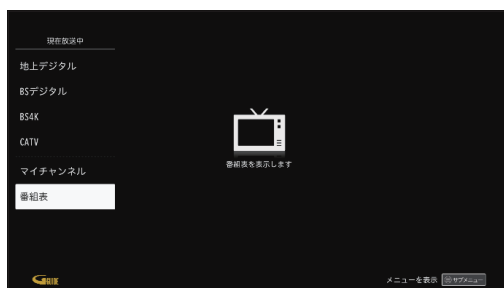 現在放送中
地上デジタル
BSデジタル
BS4K
CATV
マイチャンネル
番組表
番組表を表示します
GRIE
メニューを表示 サブメニュー